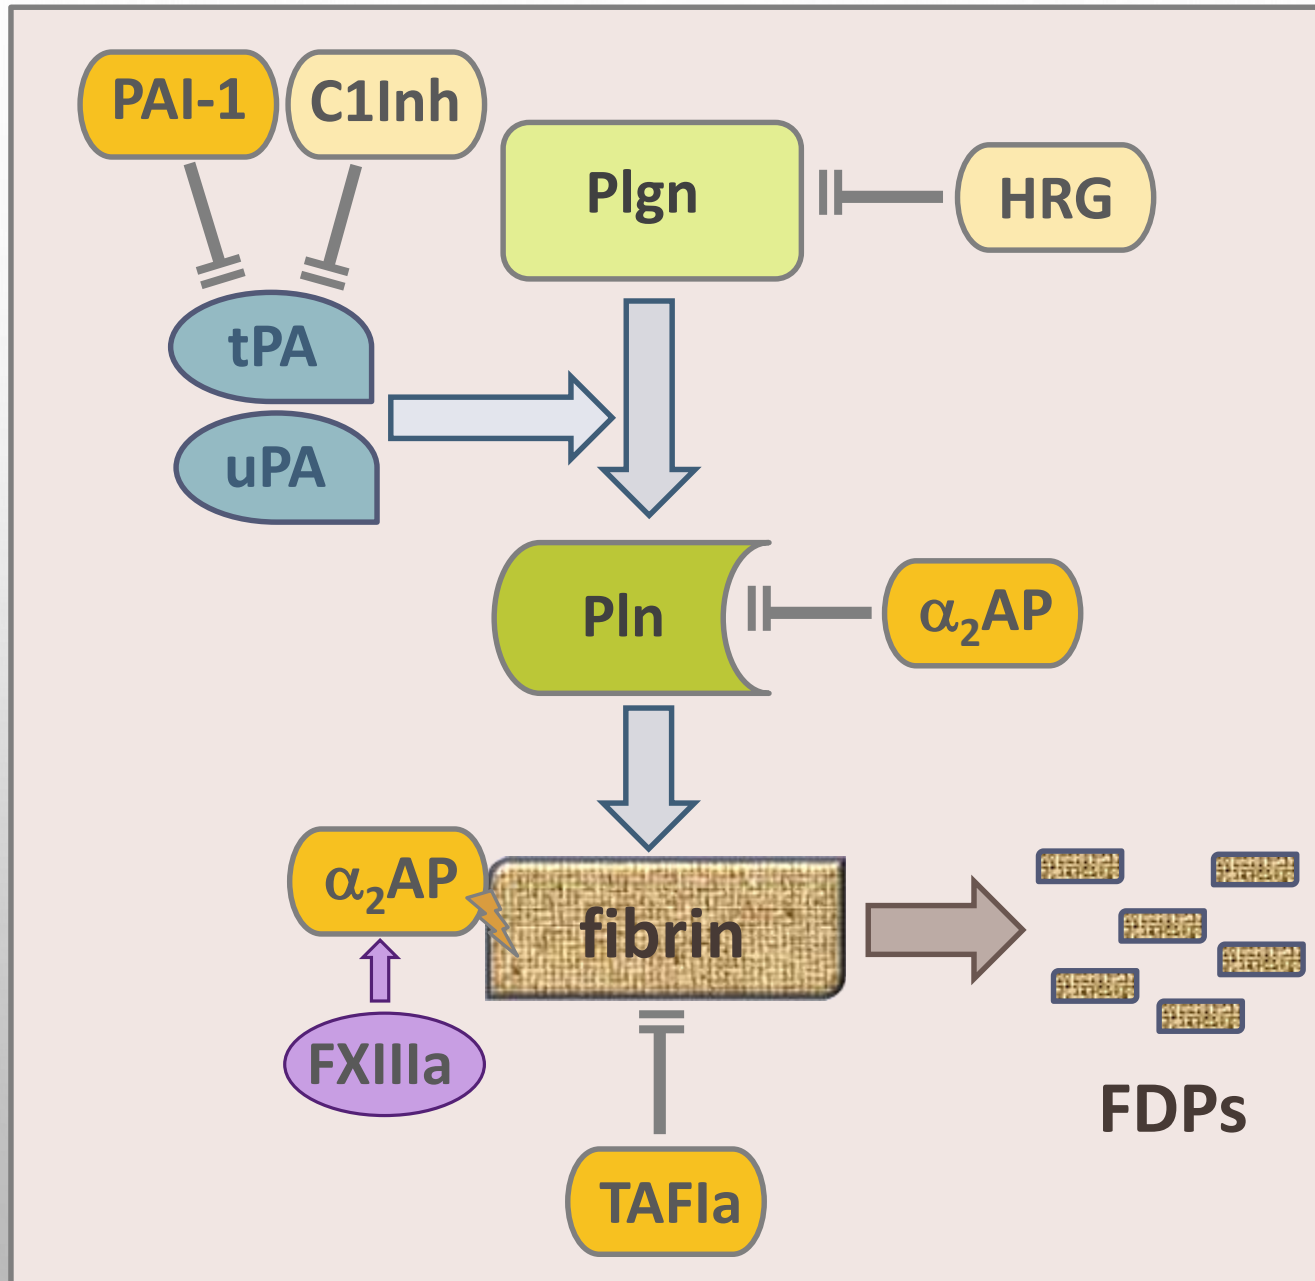 PAI-1
C1Inh
Plgn
HRG
tPA
uPA
Pln
α₂AP
α₂AP
fibrin
FXIIIa
FDPs
TAFIa